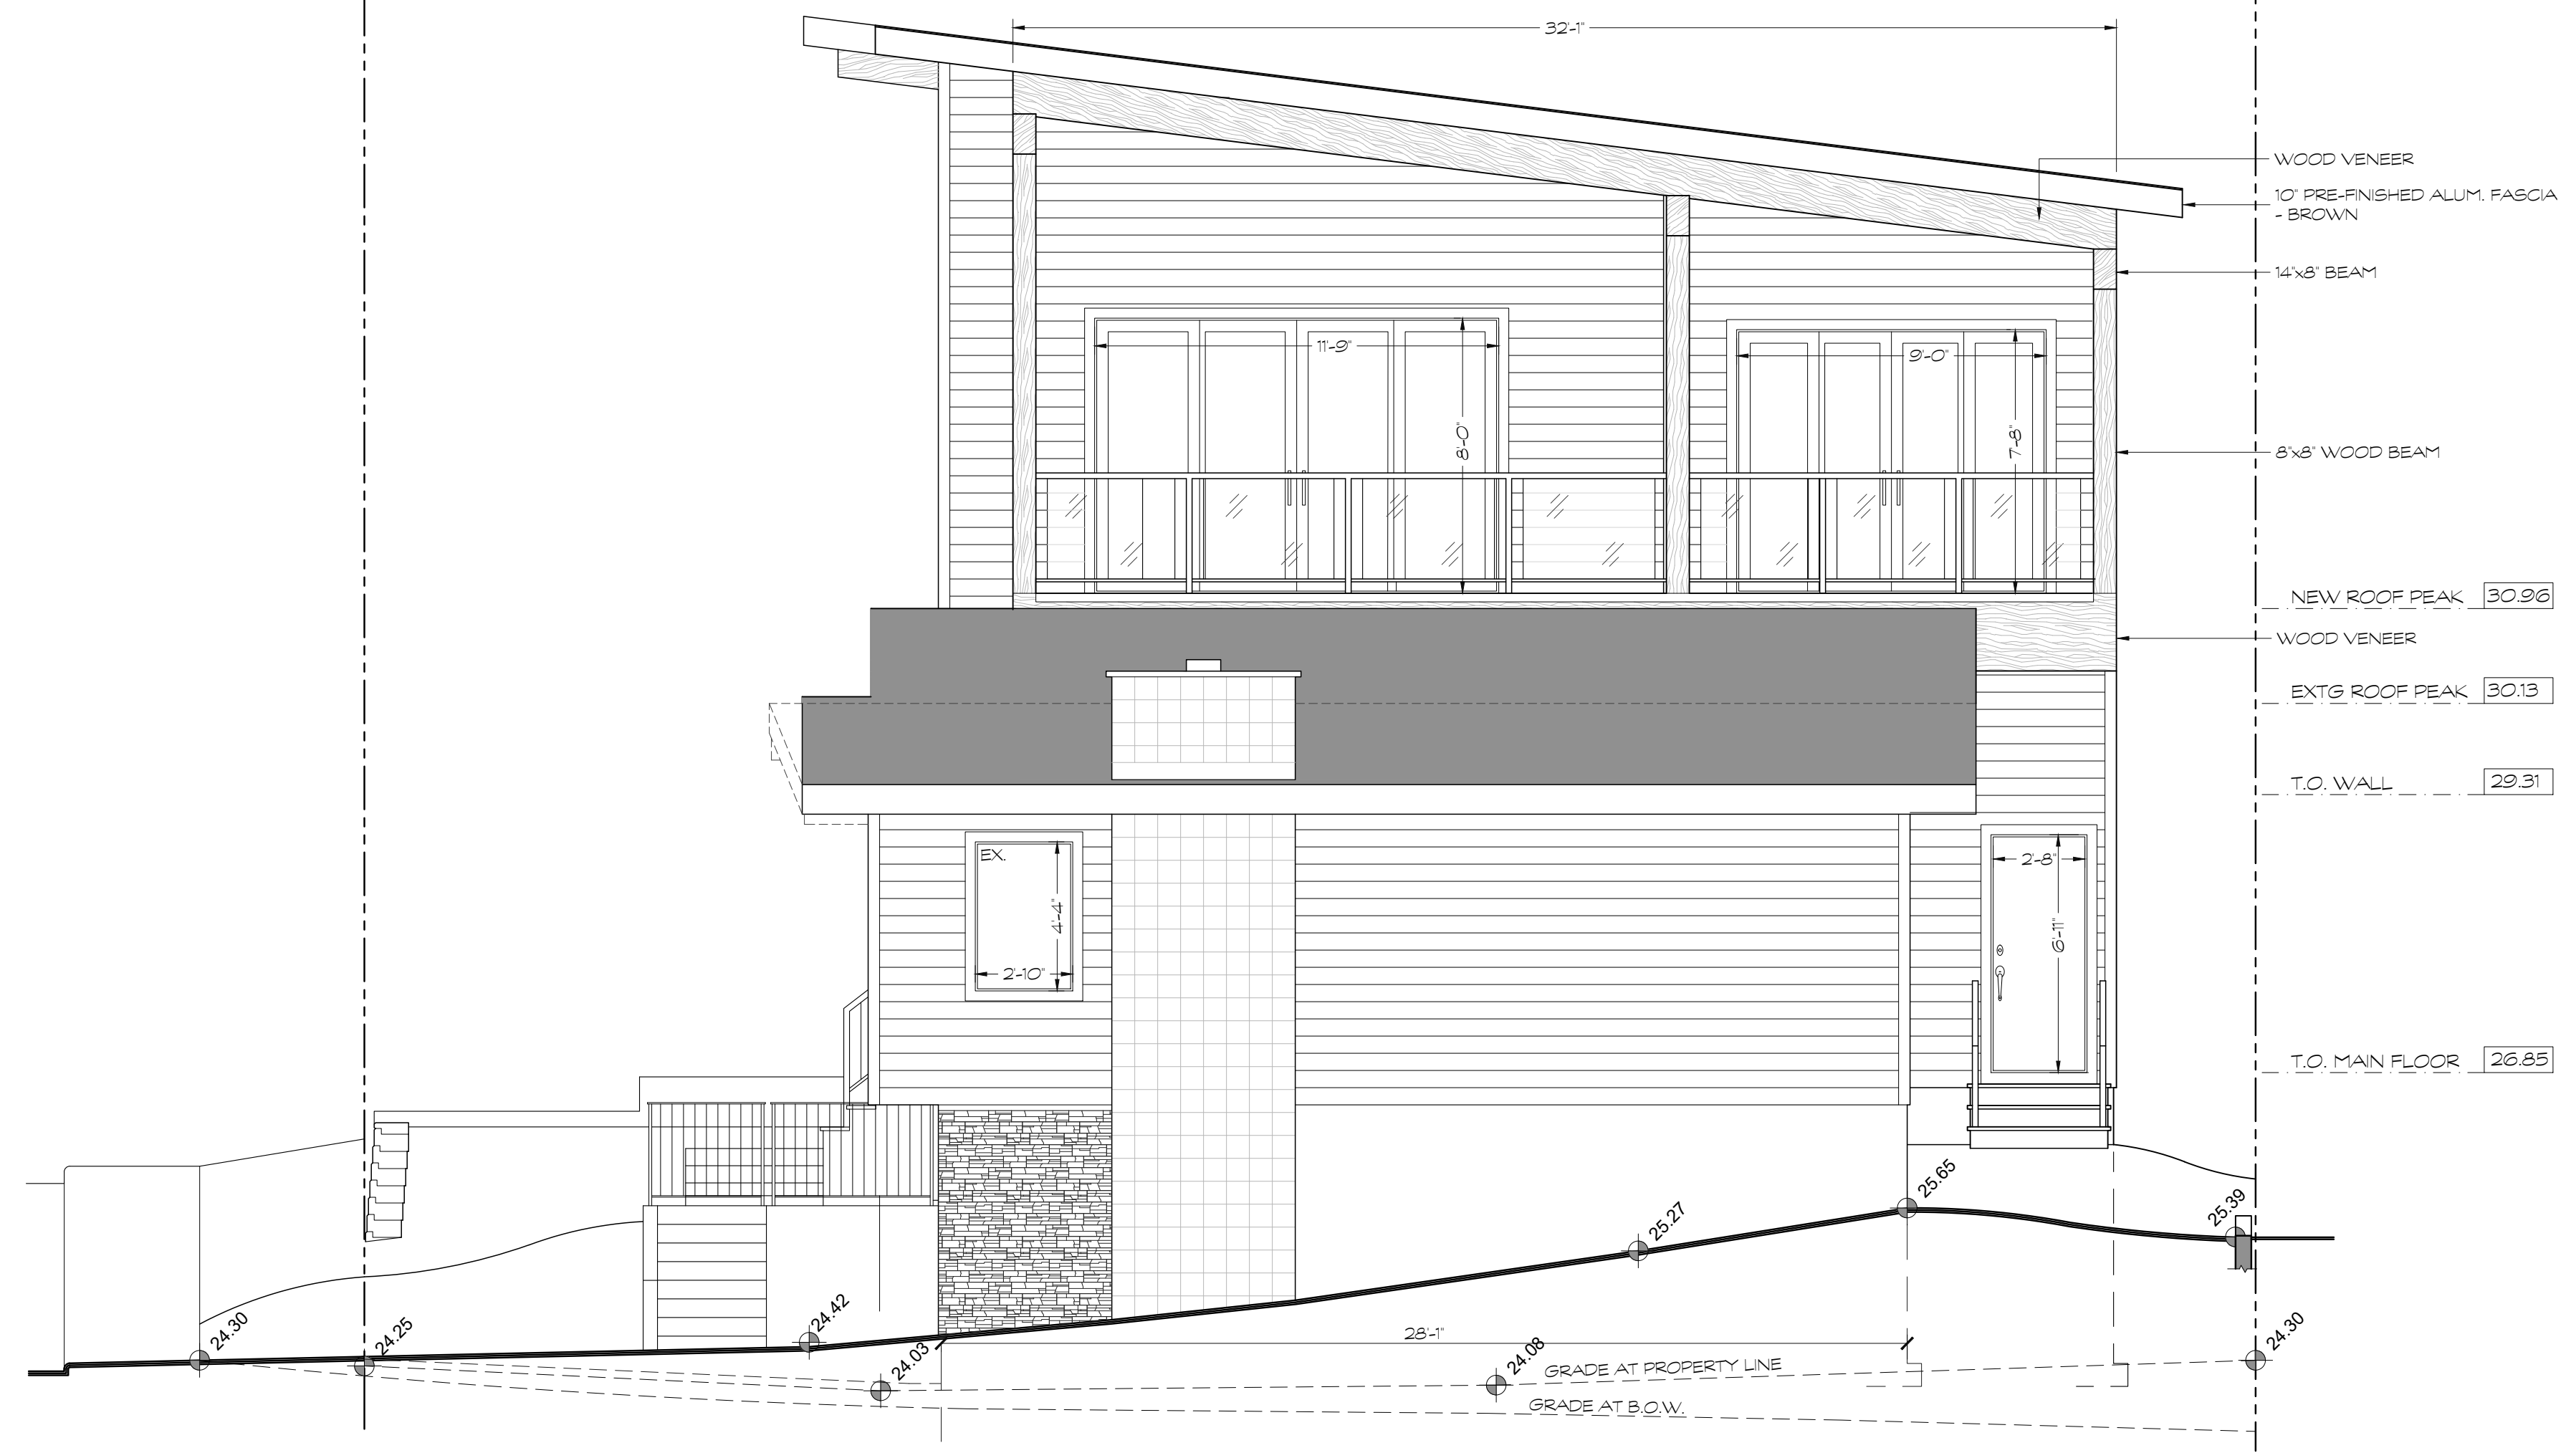 32'-1"
WOOD VENEER
10" PRE-FINISHED ALUM. FASCIA
- BROWN
14"x8" BEAM
11'-9"
9'-0"
8'-0"
7'-8"
8"x8" WOOD BEAM
NEW ROOF PEAK 30.96
WOOD VENEER
EXTG ROOF PEAK 30.13
T.O. WALL 29.31
EX.
2'-8"
4'-4"
6'-11"
2'-10"
T.O. MAIN FLOOR 26.85
25.65
25.39
25.27
24.42
24.30
24.25
24.03
28'-1"
24.08
24.30
GRADE AT PROPERTY LINE
GRADE AT B.O.W.